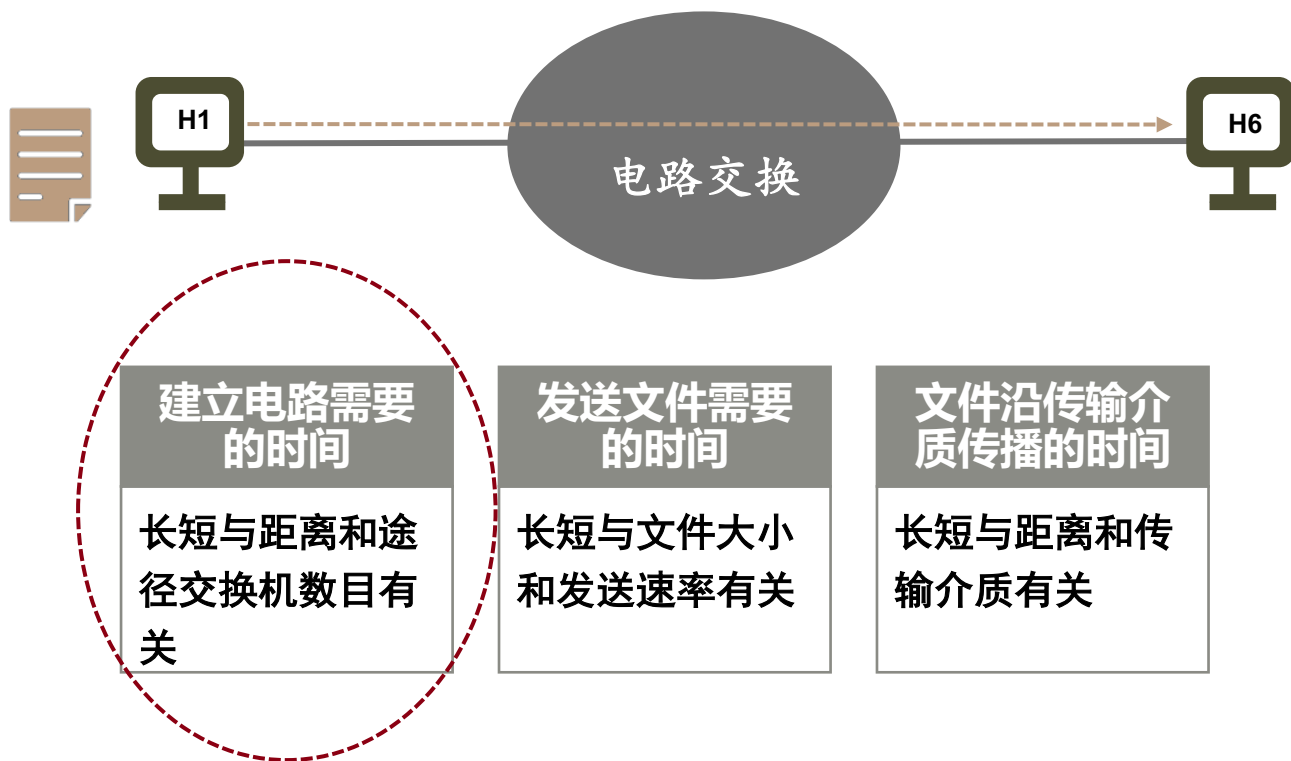 H1
H6
电路交换
建立电路需要
的时间
长短与距离和途
径交换机数目有
关
发送文件需要
的时间
长短与文件大小
和发送速率有关
文件沿传输介
质传播的时间
长短与距离和传
输介质有关